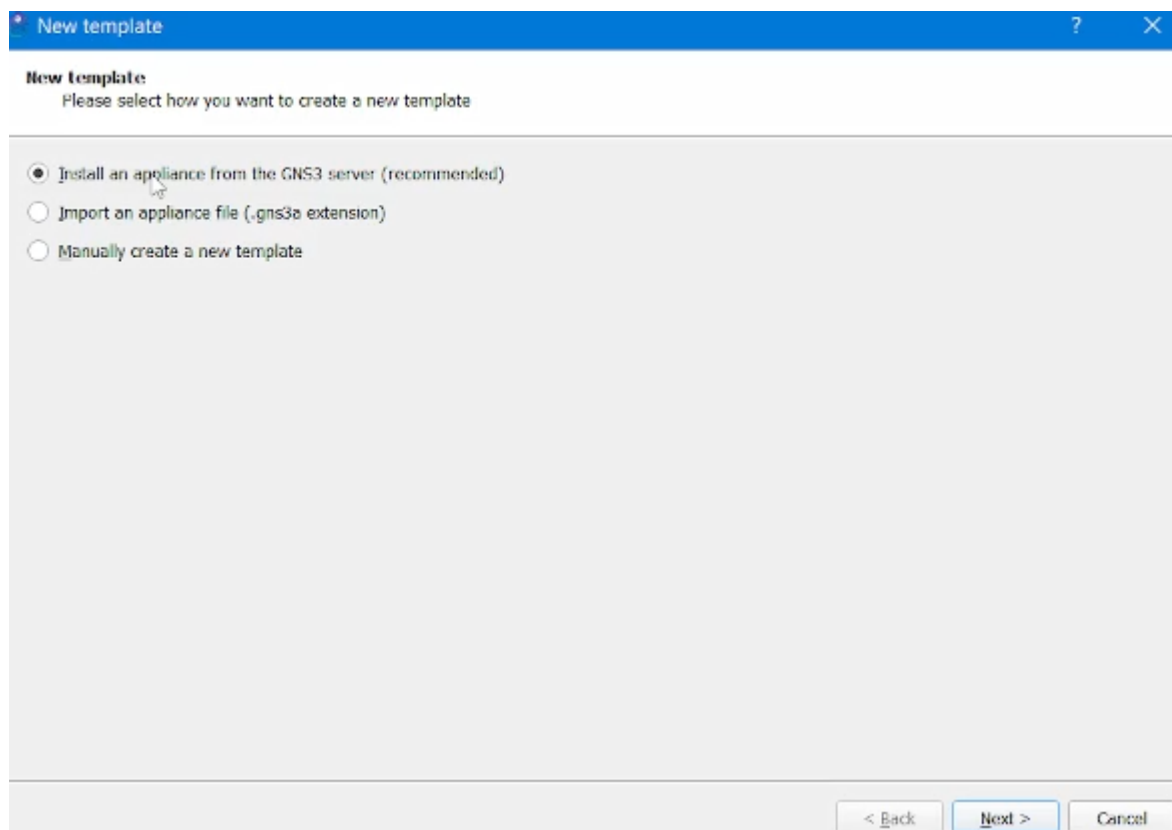 New template
?
New template
Please select how you want to create a new template
Install an appliance from the GNS3 server (recommended)
Import an appliance file (.gns3a extension)
Manually create a new template
< Back Next > Cancel